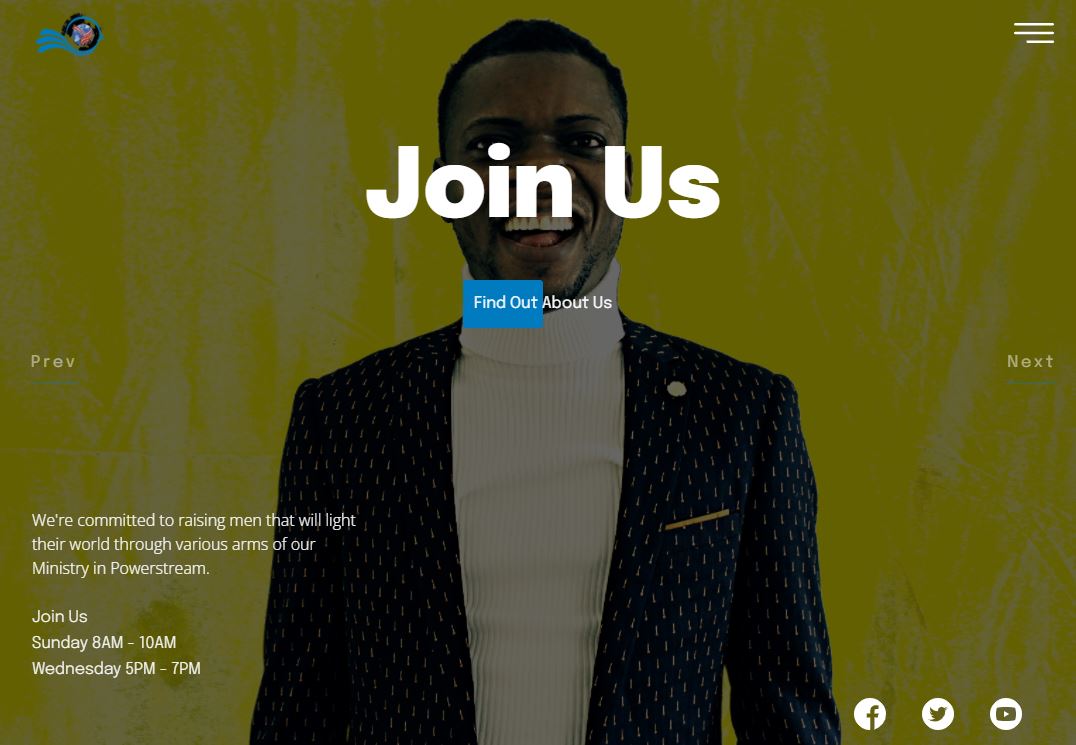 Join Us
Find Out About Us
Prev
Next
We're committed to raising men that will light
their world through various arms of our
Ministry in Powerstream.
Join Us
Sunday 8AM - 10AM
Wednesday 5PM - 7PM